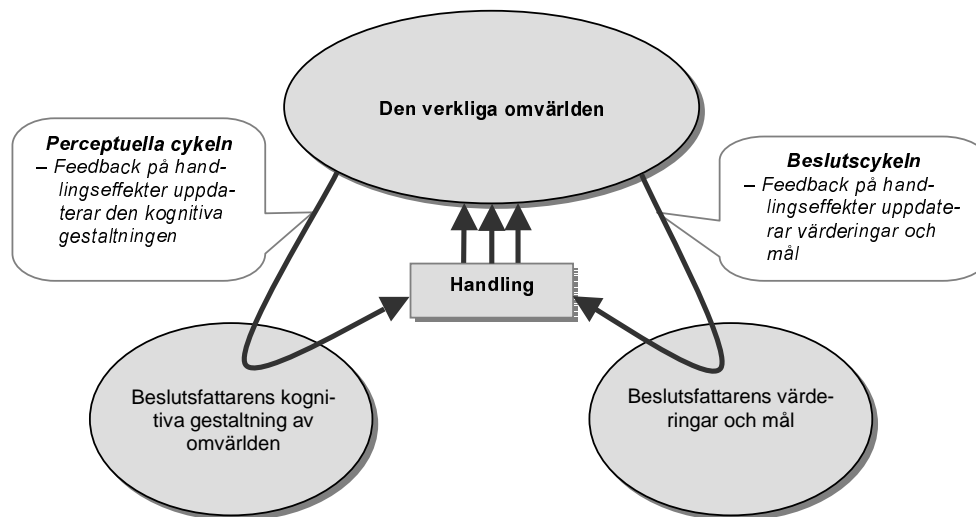 Den verkliga omvärlden
Perceptuella cykeln
– Feedback på hand-
lingseffekter uppda-
terar den kognitiva
gestaltningen
Beslutscykeln
– Feedback på hand-
lingseffekter uppdate-
rar värderingar och
mål
Handling
Beslutsfattarens kogni-
tiva gestaltning av
omvärlden
Beslutsfattarens värde-
ringar och mål